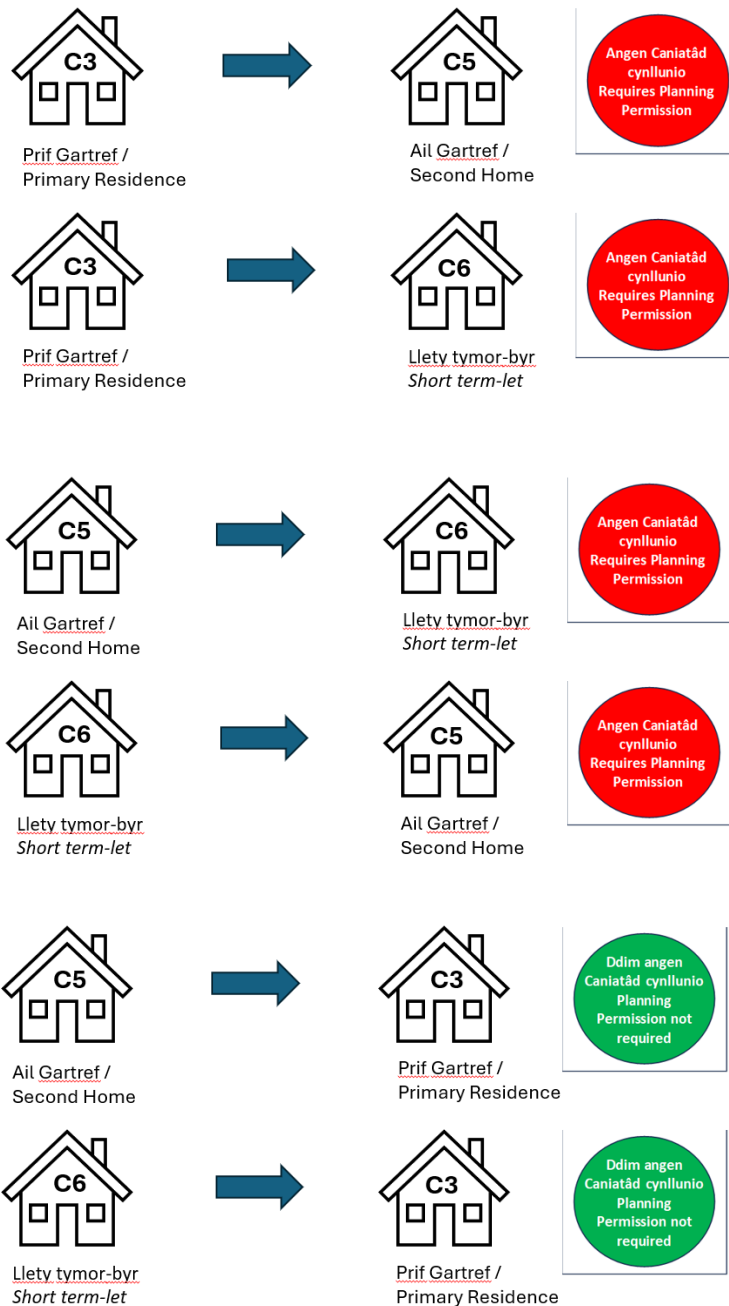 C3
C5
Angen Caniatâd
cynllunio
Requires Planning
Permission
Prif Gartref /
Primary Residence
Ail Gartref /
Second Home
C3
C6
Angen Caniatâd
cynllunio
Requires Planning
Permission
Prif Gartref /
Primary Residence
Llety tymor-byr
Short term-let
C5
C6
Angen Caniatâd
cynllunio
Requires Planning
Permission
Ail Gartref /
Second Home
Llety tymor-byr
Short term-let
C6
C5
Angen Caniatâd
cynllunio
Requires Planning
Permission
Llety tymor-byr
Short term-let
Ail Gartref /
Second Home
C5
C3
Ddim angen
Caniatâd cynllunio
Planning
Permission not
required
Ail Gartref /
Second Home
Prif Gartref /
Primary Residence
C6
C3
Ddim angen
Caniatâd cynllunio
Planning
Permission not
required
Llety tymor-byr
Short term-let
Prif Gartref /
Primary Residence